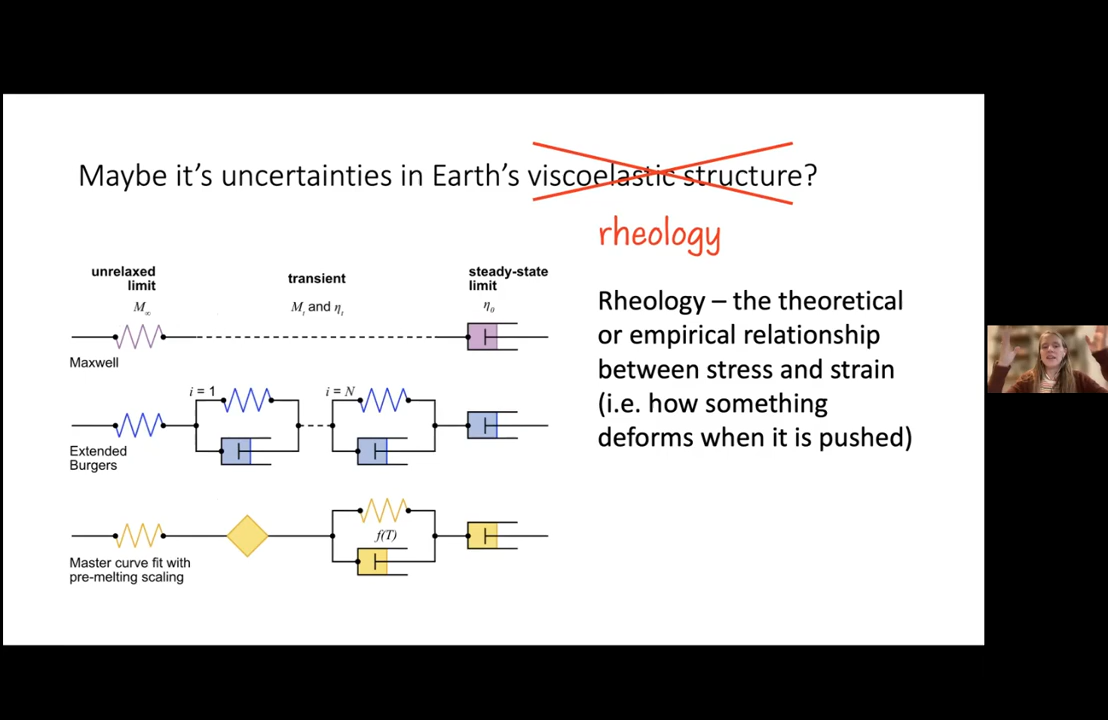 Maybe it's uncertainties in Earth's viscoelastic structure?
rheology
unrelaxed
limit
M∞
transient
Mt and ηt
steady-state
limit
η0
Maxwell
i = 1
i = N
Extended
Burgers
f(T)
Master curve fit with
pre-melting scaling
Rheology – the theoretical
or empirical relationship
between stress and strain
(i.e. how something
deforms when it is pushed)